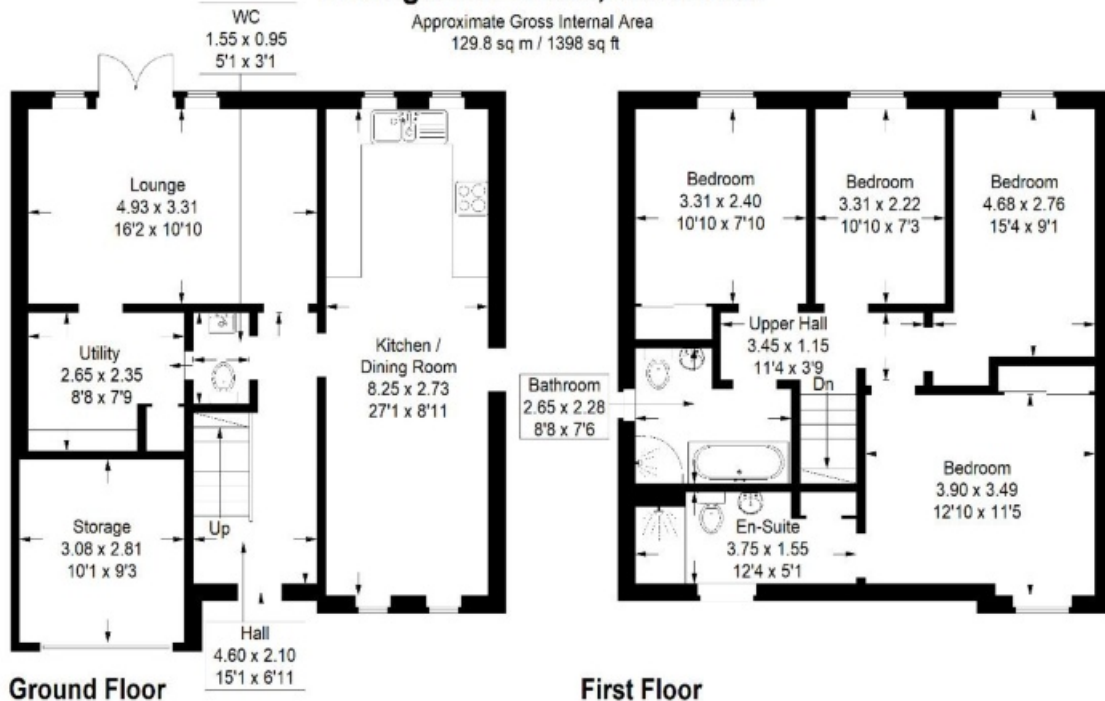 WC
1.55 x 0.95
5'1 x 3'1
Approximate Gross Internal Area
129.8 sq m / 1398 sq ft
Lounge
4.93 x 3.31
16'2 x 10'10
Utility
2.65 x 2.35
8'8 x 7'9
Kitchen /
Dining Room
8.25 x 2.73
27'1 x 8'11
Storage
3.08 x 2.81
10'1 x 9'3
Up
Hall
4.60 x 2.10
15'1 x 6'11
Ground Floor
Bedroom
3.31 x 2.40
10'10 x 7'10
Bedroom
3.31 x 2.22
10'10 x 7'3
Bedroom
4.68 x 2.76
15'4 x 9'1
Upper Hall
3.45 x 1.15
11'4 x 3'9
Dn
Bathroom
2.65 x 2.28
8'8 x 7'6
Bedroom
3.90 x 3.49
12'10 x 11'5
En-Suite
3.75 x 1.55
12'4 x 5'1
First Floor